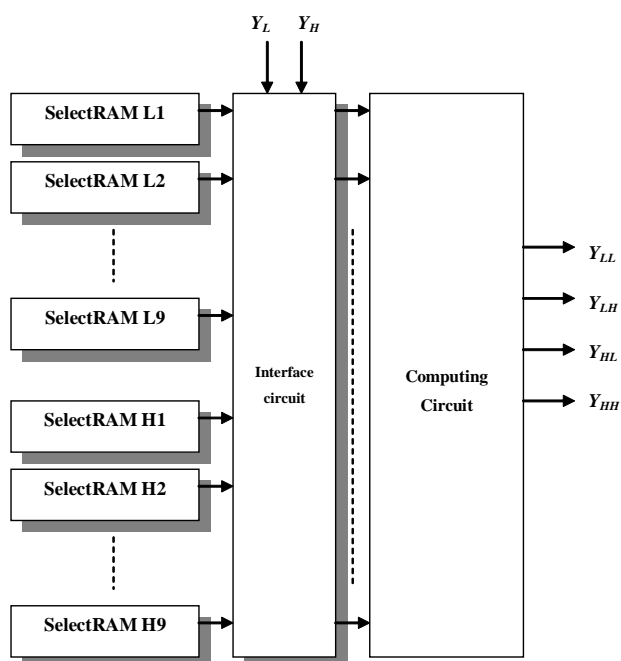 Y_L Y_H
SelectRAM L1
SelectRAM L2
SelectRAM L9
SelectRAM H1
SelectRAM H2
SelectRAM H9
Interface
circuit
Computing
Circuit
Y_LL
Y_LH
Y_HL
Y_HH